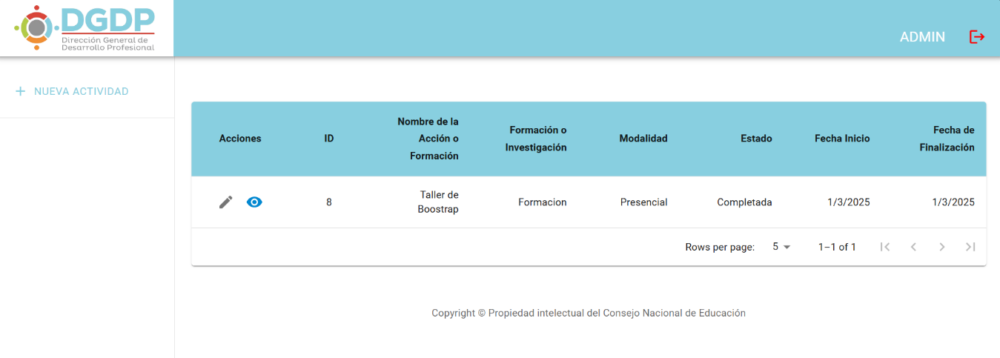 DGDP
Dirección General de
Desarrollo Profesional
ADMIN
NUEVA ACTIVIDAD
Acciones
ID
Nombre de la
Acción o
Formación
Formación o
Investigación
Modalidad
Estado
Fecha Inicio
Fecha de
Finalización
8
Taller de
Boostrap
Formacion
Presencial
Completada
1/3/2025
1/3/2025
Rows per page:
5
1–1 of 1
Copyright © Propiedad intelectual del Consejo Nacional de Educación